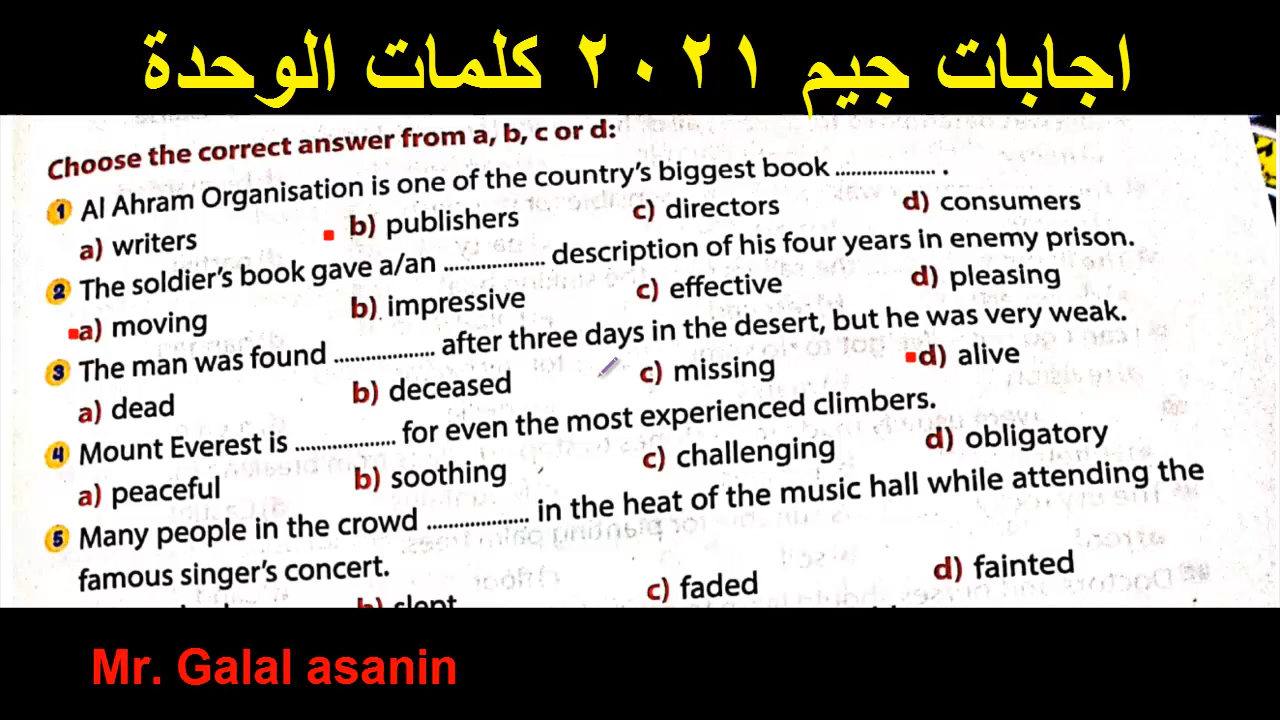 اجابات جيم ٢٠٢١ كلمات الوحدة
Choose the correct answer from a, b, c or d:
1 Al Ahram Organisation is one of the country's biggest book ................... .
a) writers b) publishers c) directors d) consumers
2 The soldier's book gave a/an ................... description of his four years in enemy prison.
a) moving b) impressive c) effective d) pleasing
3 The man was found ................... after three days in the desert, but he was very weak.
a) dead b) deceased c) missing d) alive
4 Mount Everest is ................... for even the most experienced climbers.
a) peaceful b) soothing c) challenging d) obligatory
5 Many people in the crowd ................... in the heat of the music hall while attending the
famous singer's concert.
b) slept c) faded d) fainted
Mr. Galal asanin